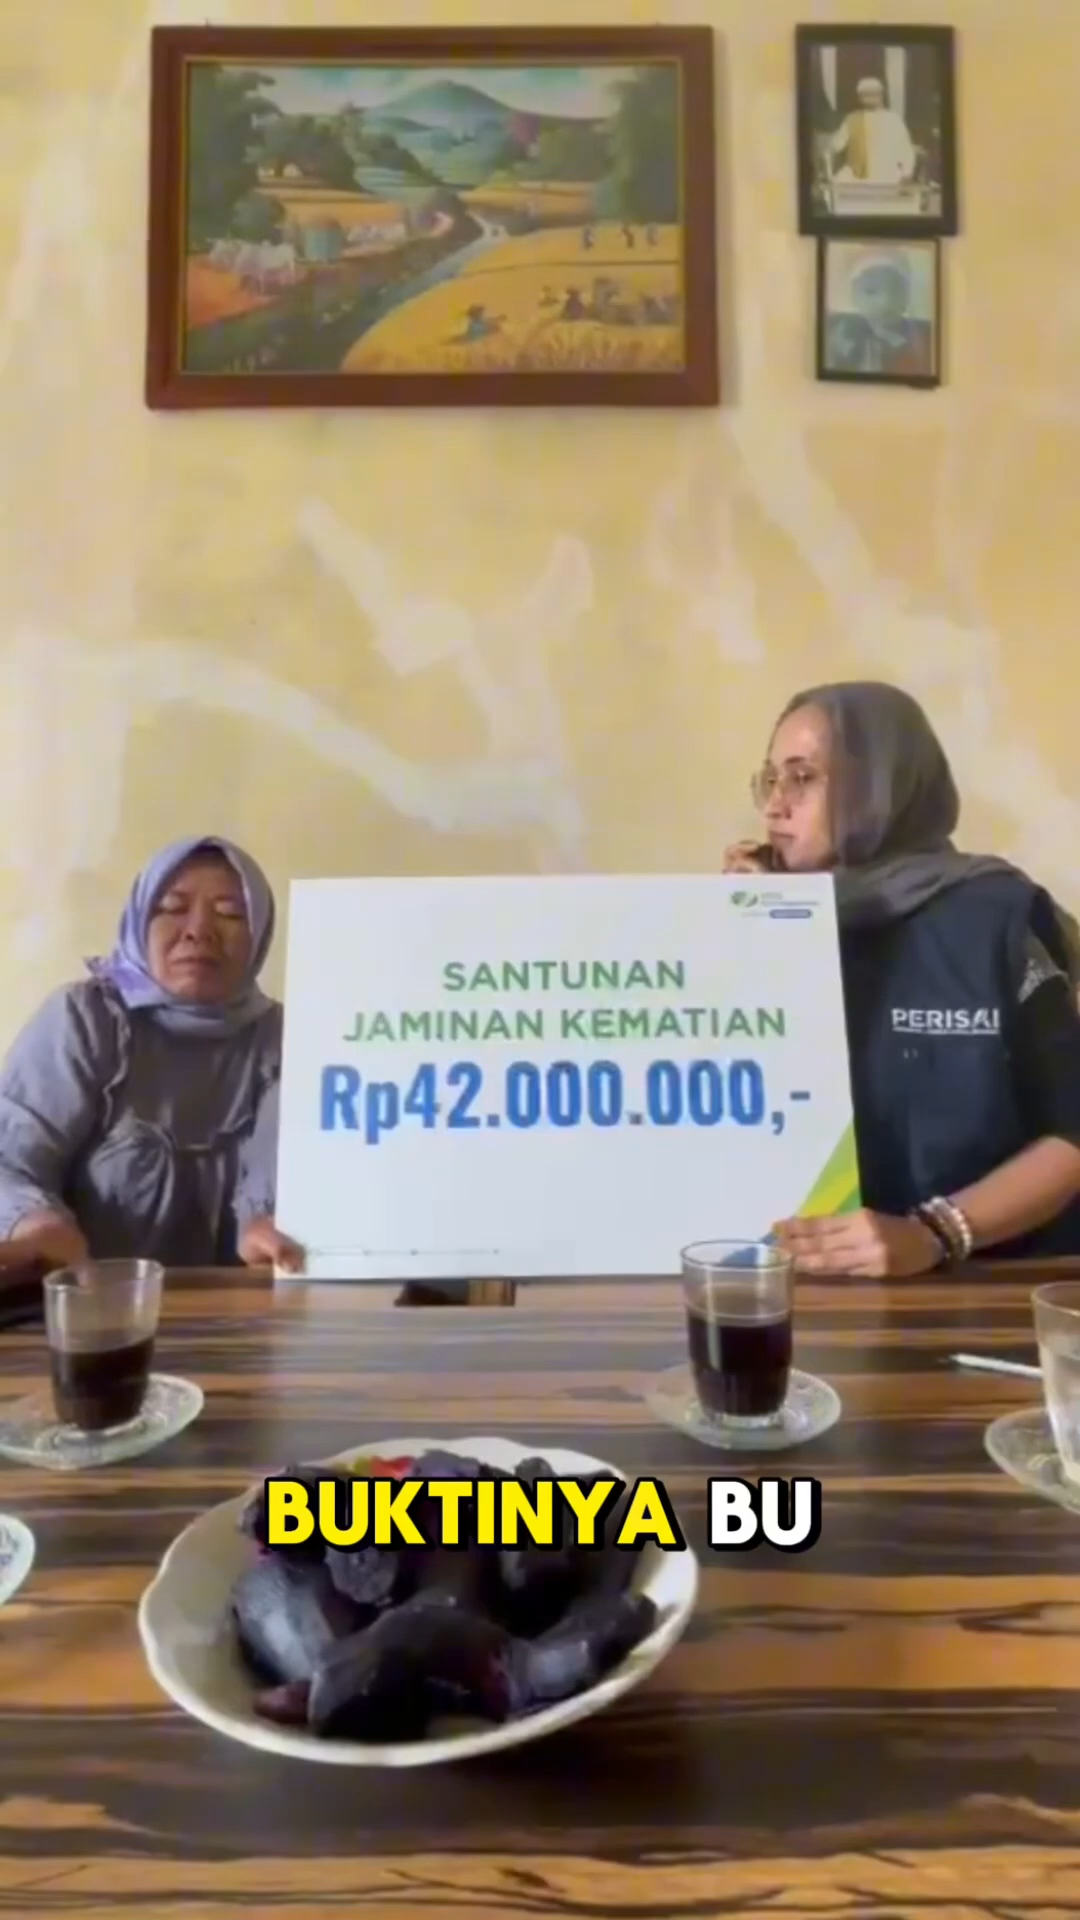 SANTUNAN
JAMINAN KEMATIAN
Rp42.000.000,-
PERISAI
BUKTINYA BU